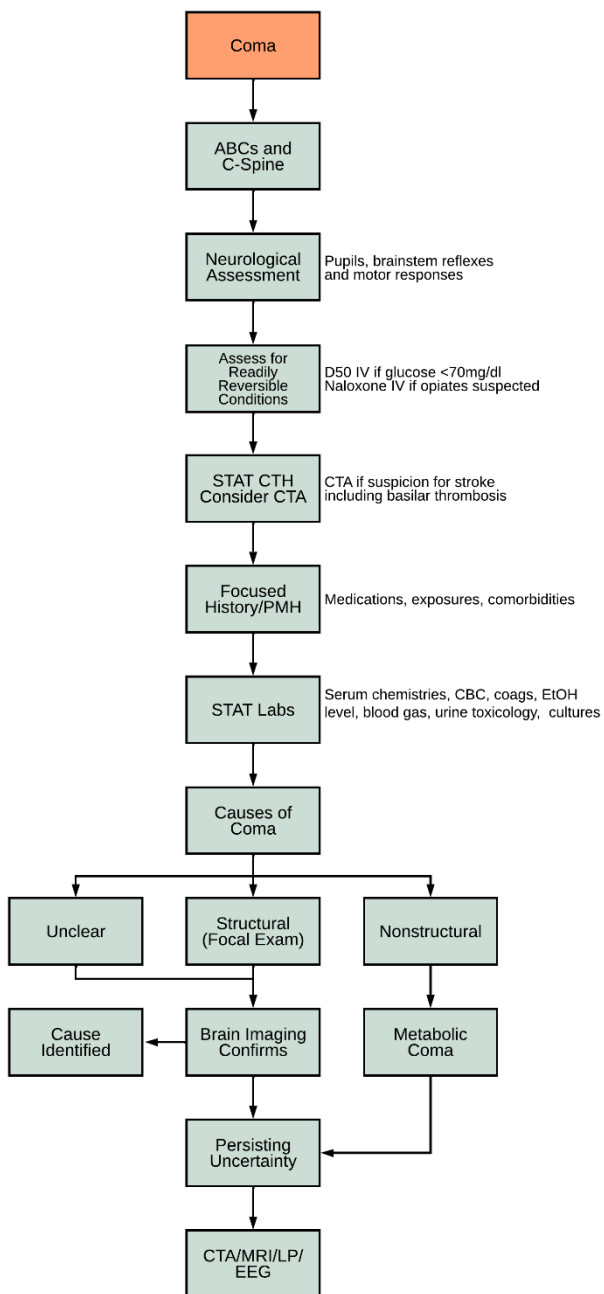 Coma
ABCs and
C-Spine
Neurological
Assessment
Pupils, brainstem reflexes
and motor responses
Assess for
Readily
Reversible
Conditions
D50 IV if glucose <70mg/dl
Naloxone IV if opiates suspected
STAT CTH
Consider CTA
CTA if suspicion for stroke
including basilar thrombosis
Focused
History/PMH
Medications, exposures, comorbidities
STAT Labs
Serum chemistries, CBC, coags, EtOH
level, blood gas, urine toxicology, cultures
Causes of
Coma
Unclear
Structural
(Focal Exam)
Nonstructural
Cause
Identified
Brain Imaging
Confirms
Metabolic
Coma
Persisting
Uncertainty
CTA/MRI/LP/
EEG